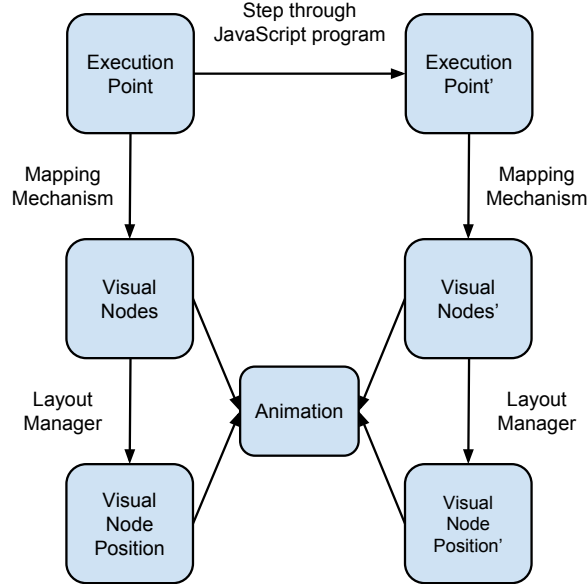 Step through
JavaScript program
Execution
Point
Execution
Point’
Mapping
Mechanism
Mapping
Mechanism
Visual
Nodes
Visual
Nodes’
Layout
Manager
Animation
Layout
Manager
Visual
Node
Position
Visual
Node
Position’